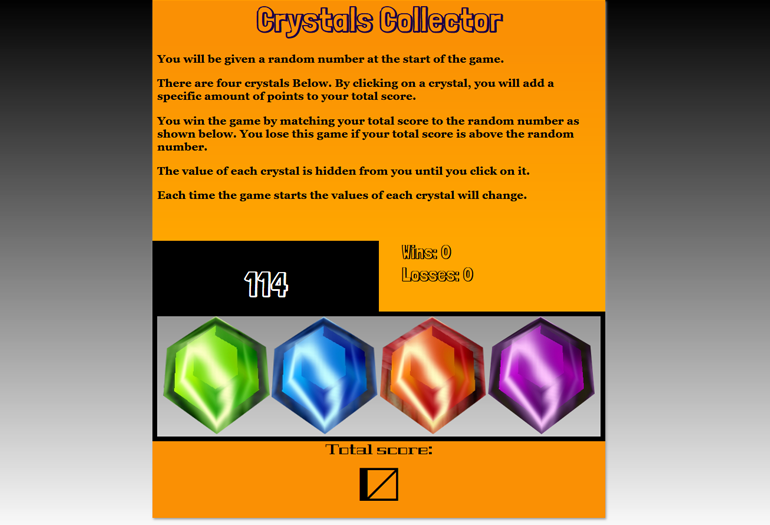 Crystals Collector
You will be given a random number at the start of the game.
There are four crystals Below. By clicking on a crystal, you will add a
specific amount of points to your total score.
You win the game by matching your total score to the random number as
shown below. You lose this game if your total score is above the random
number.
The value of each crystal is hidden from you until you click on it.
Each time the game starts the values of each crystal will change.
114
Wins: 0
Losses: 0
Total score:
0